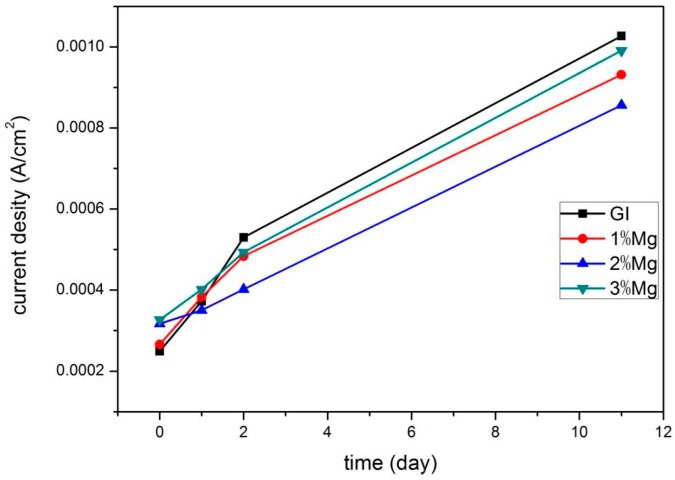 0.0010
0.0008
0.0006
0.0004
0.0002
current desity (A/cm²)
0 2 4 6 8 10 12
time (day)
GI
1%Mg
2%Mg
3%Mg